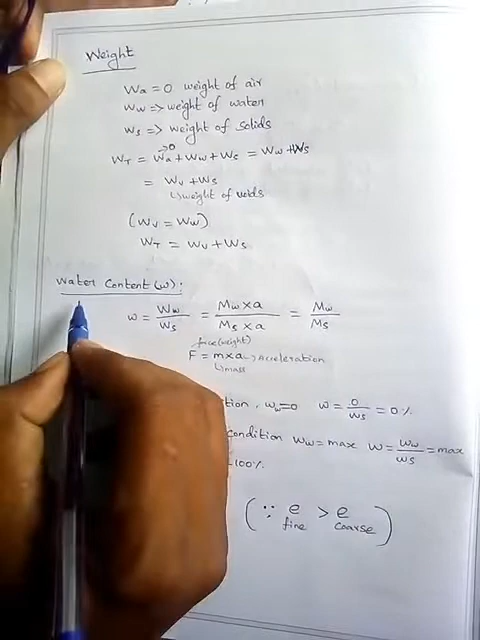 Weight
Wa = 0 weight of air
Ww => weight of water
Ws => weight of solids
WT = Wa→0 + Ww + Ws = Ww + Ws
= Wv + Ws
↳ weight of voids
(Wv = Ww)
WT = Wv + Ws
Water Content (w) :
w = Ww/Ws = Mw × a/Ms × a = Mw/Ms
force (weight)
F = m × a → Acceleration
↳ mass
tion, ww = 0 w = 0/Ws = 0 %
condition Ww = max w = Ww/Ws = max
100%
(∵ e fine > e coarse)